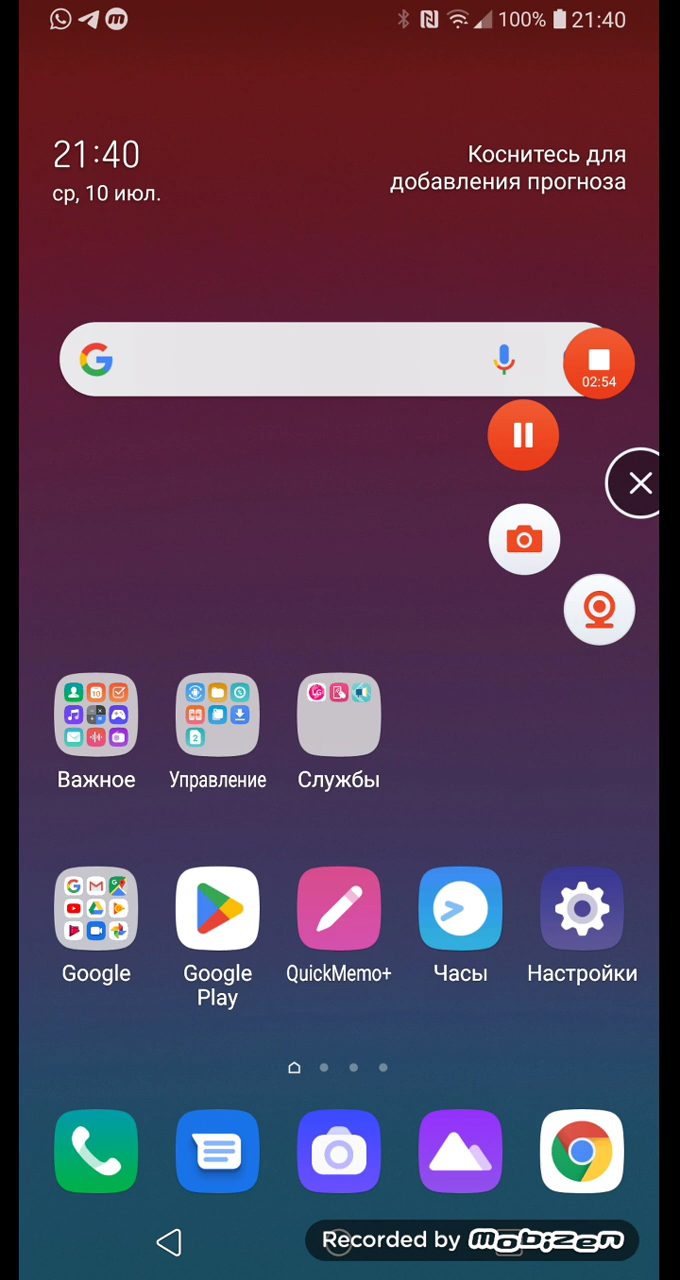 100% 21:40
21:40
ср, 10 июл.
Коснитесь для
добавления прогноза
02:54
Важное
Управление
Службы
Google
Google
Play
QuickMemo+
Часы
Настройки
Recorded by Mobizen